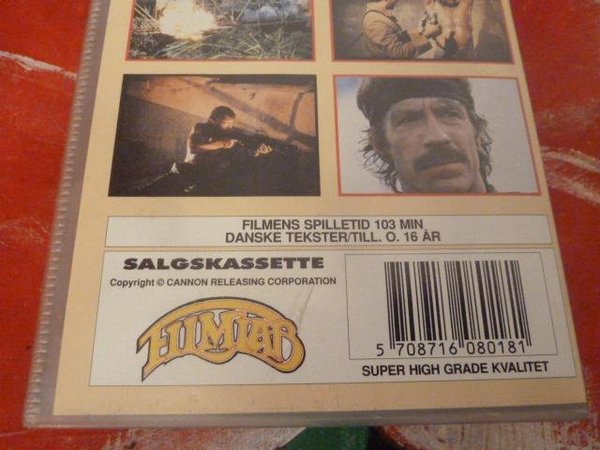 FILMENS SPILLETID 103 MIN
DANSKE TEKSTER/TILL. O. 16 ÅR
SALGSKASSETTE
Copyright © CANNON RELEASING CORPORATION
FILMLAB
5 708716 080181
SUPER HIGH GRADE KVALITET